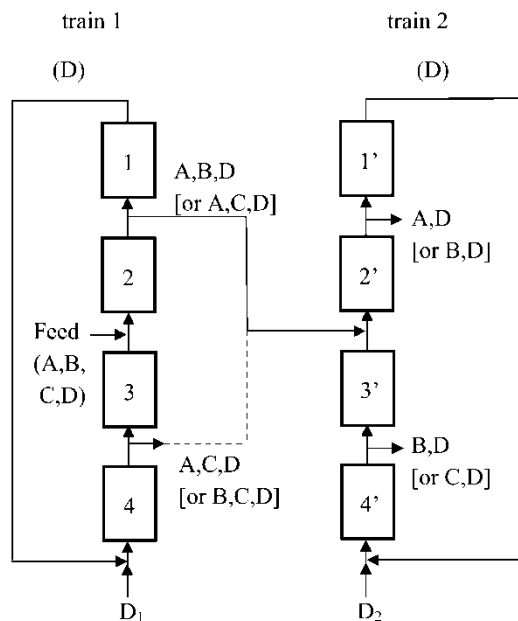 train 1
train 2
(D)
(D)
1
A,B,D
[or A,C,D]
1'
A,D
[or B,D]
2
2'
Feed
(A,B,
C,D)
3
3'
A,C,D
[or B,C,D]
B,D
[or C,D]
4
4'
D1
D2